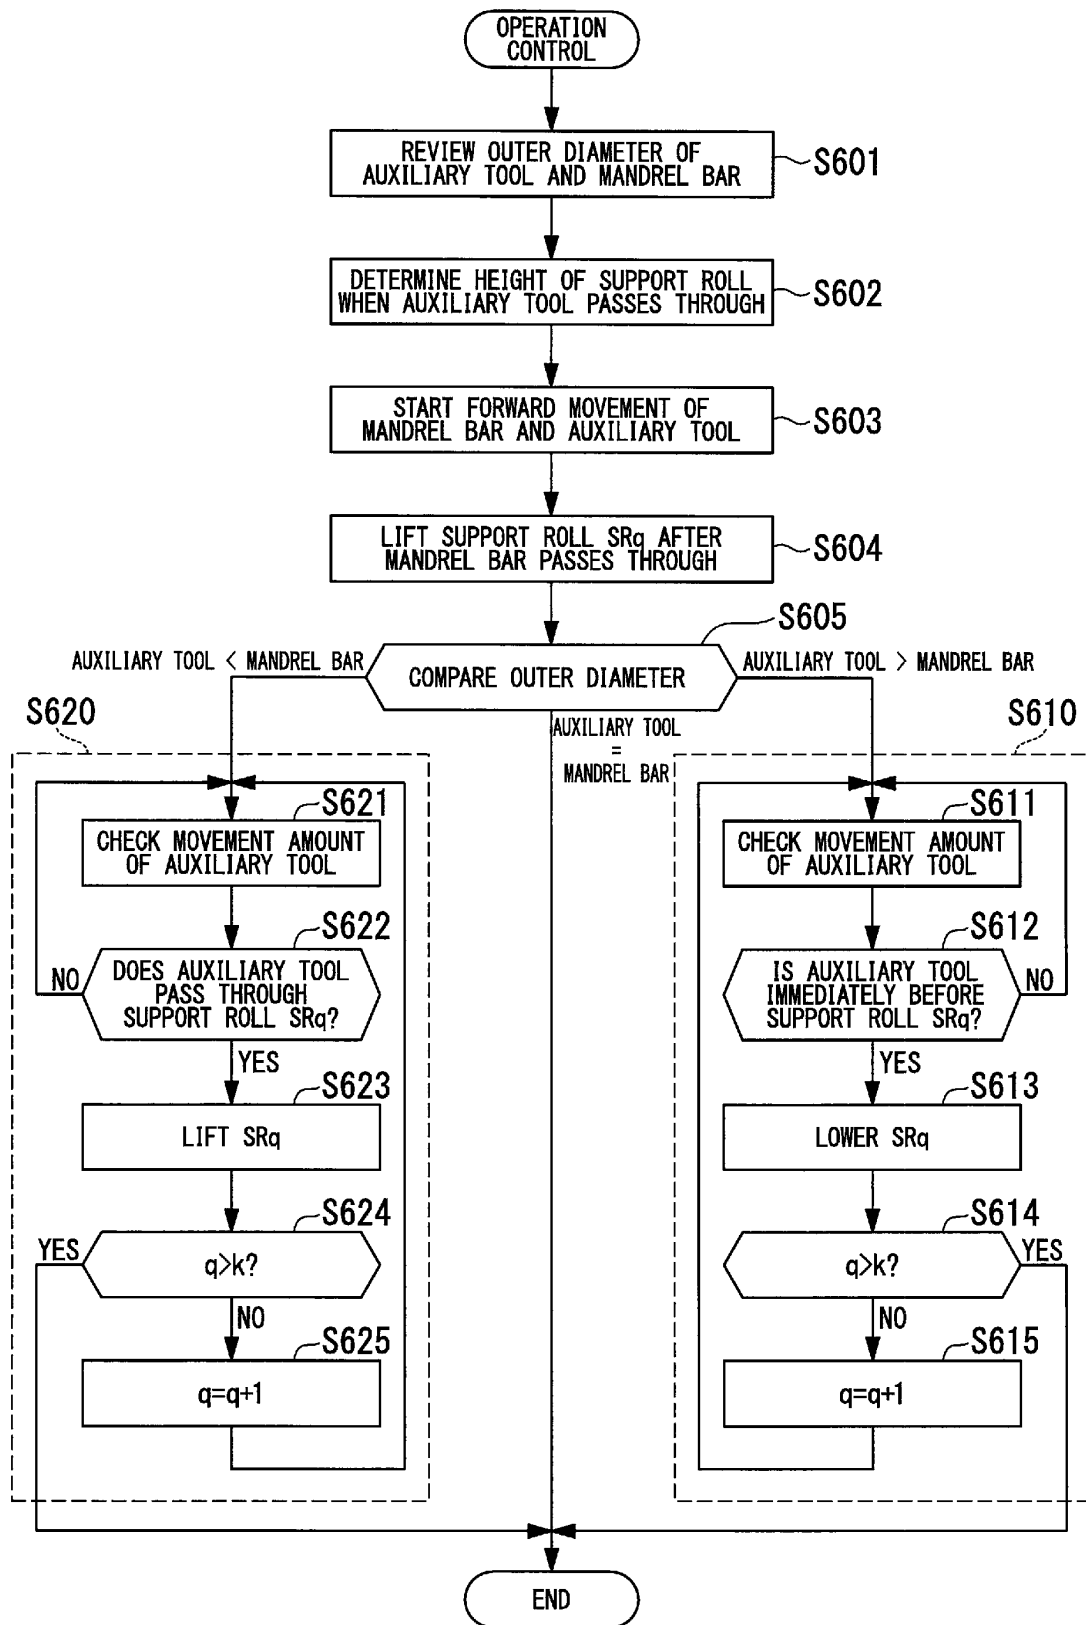 OPERATION
CONTROL
REVIEW OUTER DIAMETER OF
AUXILIARY TOOL AND MANDREL BAR
S601
DETERMINE HEIGHT OF SUPPORT ROLL
WHEN AUXILIARY TOOL PASSES THROUGH
S602
START FORWARD MOVEMENT OF
MANDREL BAR AND AUXILIARY TOOL
S603
LIFT SUPPORT ROLL SRq AFTER
MANDREL BAR PASSES THROUGH
S604
S605
COMPARE OUTER DIAMETER
AUXILIARY TOOL < MANDREL BAR
AUXILIARY TOOL > MANDREL BAR
AUXILIARY TOOL
=
MANDREL BAR
S620
S621
CHECK MOVEMENT AMOUNT
OF AUXILIARY TOOL
S622
DOES AUXILIARY TOOL
PASS THROUGH
SUPPORT ROLL SRq?
NO
YES
S623
LIFT SRq
S624
q>k?
YES
NO
S625
q=q+1
S610
S611
CHECK MOVEMENT AMOUNT
OF AUXILIARY TOOL
S612
IS AUXILIARY TOOL
IMMEDIATELY BEFORE
SUPPORT ROLL SRq?
NO
YES
S613
LOWER SRq
S614
q>k?
YES
NO
S615
q=q+1
END